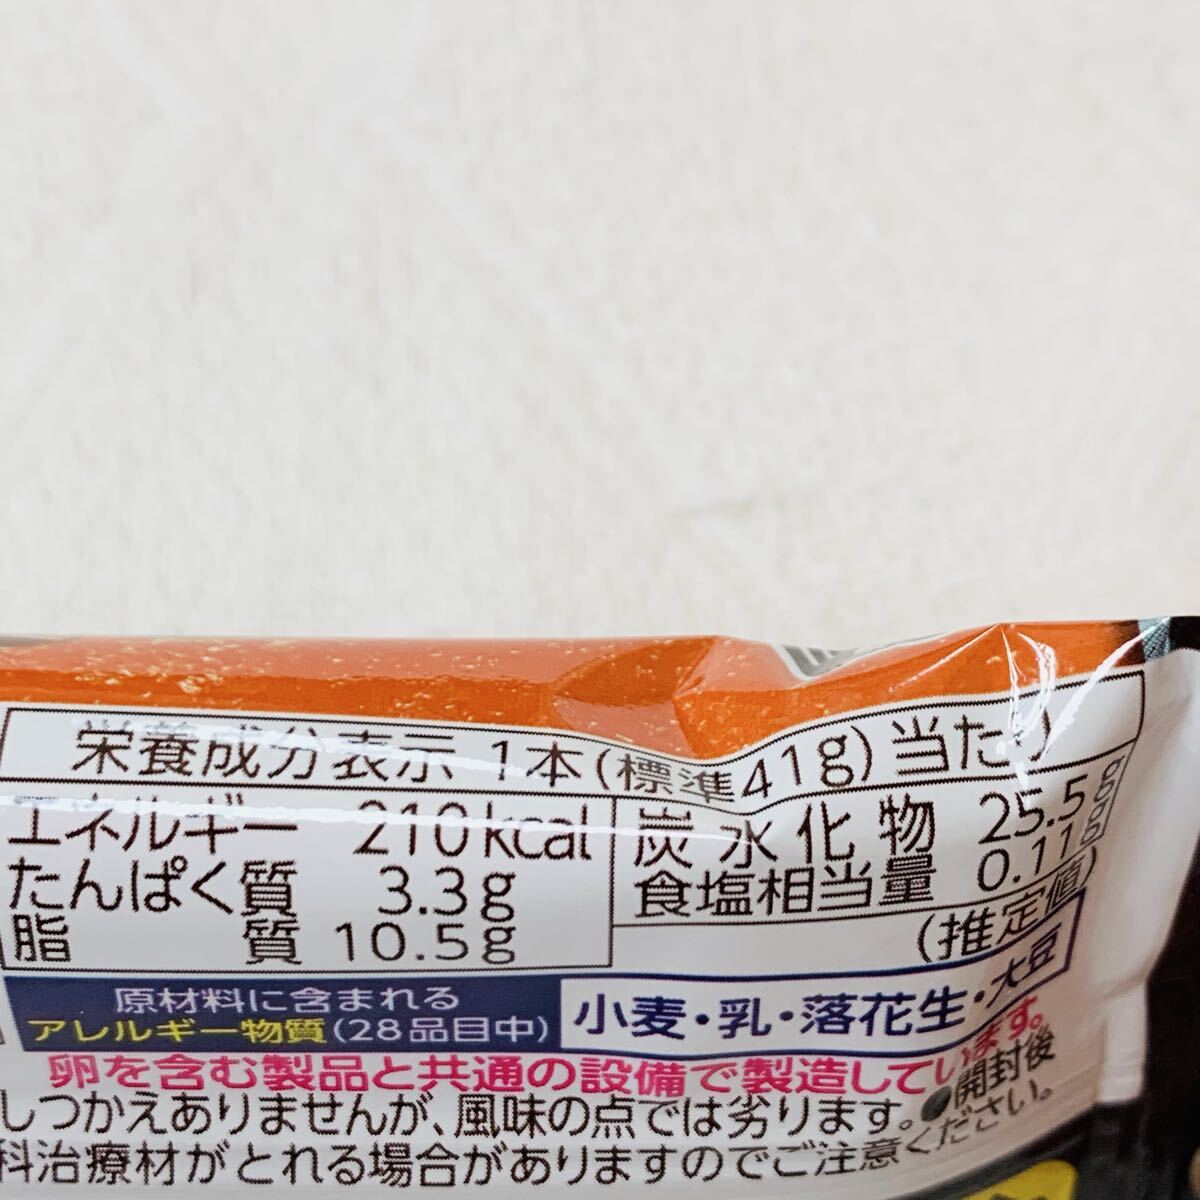 栄養成分表示 1本(標準41g)当たり
エネルギー 210kcal
たんぱく質 3.3g
脂質 10.5g
炭水化物 25.5g
食塩相当量 0.11g
(推定値)
原材料に含まれる
アレルギー物質(28品目中)
小麦・乳・落花生・大豆
卵を含む製品と共通の設備で製造しています。
しつかえありませんが、風味の点では劣ります。●開封後
科治療材がとれる場合がありますのでご注意ください。